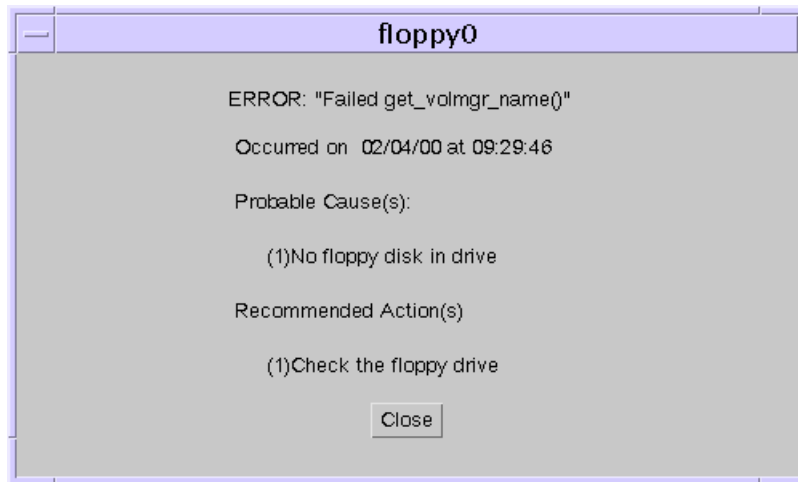 floppy0
ERROR: "Failed get_volmgr_name()"
Occurred on 02/04/00 at 09:29:46
Probable Cause(s):
(1)No floppy disk in drive
Recommended Action(s)
(1)Check the floppy drive
Close